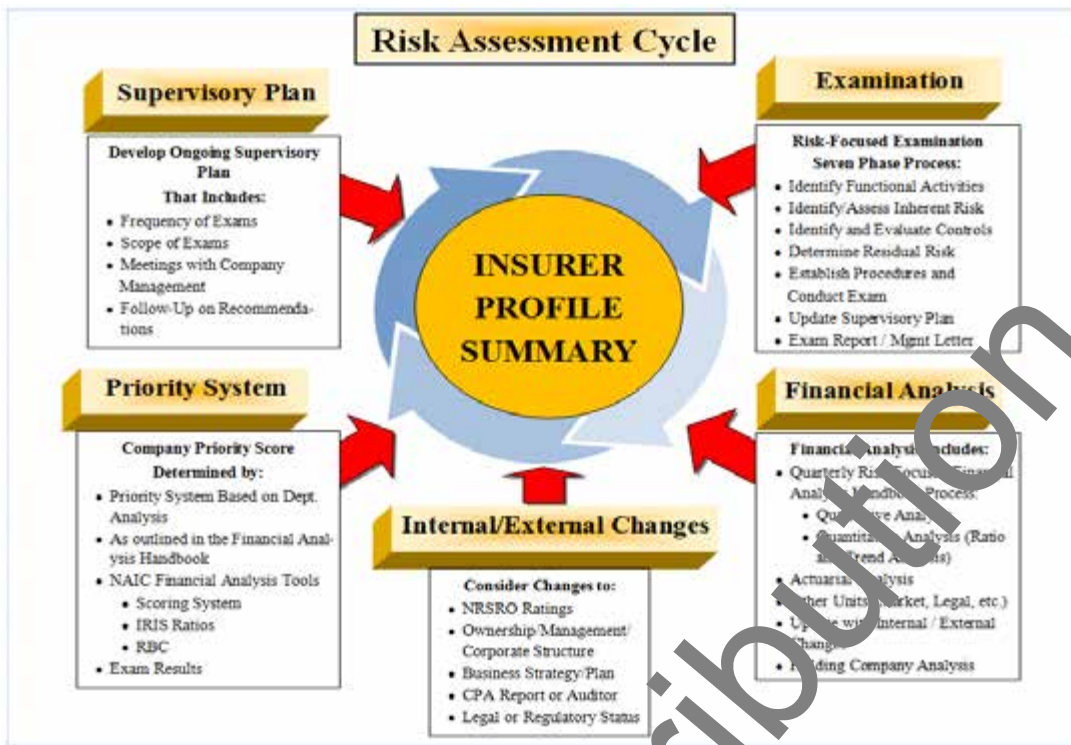 Risk Assessment Cycle
Supervisory Plan
Develop Ongoing Supervisory
Plan
That Includes:
• Frequency of Exams
• Scope of Exams
• Meetings with Company
Management
• Follow-Up on Recommenda-
tions
Examination
Risk-Focused Examination
Seven Phase Process:
• Identify Functional Activities
• Identify/Assess Inherent Risk
• Identify and Evaluate Controls
• Determine Residual Risk
• Establish Procedures and
Conduct Exam
• Update Supervisory Plan
• Exam Report / Mgmt Letter
INSURER
PROFILE
SUMMARY
Priority System
Company Priority Score
Determined by:
• Priority System Based on Dept.
Analysis
• As outlined in the Financial Anal-
ysis Handbook
• NAIC Financial Analysis Tools
• Scoring System
• IRIS Ratios
• RBC
• Exam Results
Internal/External Changes
Consider Changes to:
• NRSRO Ratings
• Ownership/Management/
Corporate Structure
• Business Strategy/Plan
• CPA Report or Auditor
• Legal or Regulatory Status
Financial Analysis
Financial Analysis Includes:
• Quarterly Risk-Focused Financial
Analysis Handbook Process:
• Analysis
• Quantitative Analysis (Ratio
and Trend Analysis)
• Actuarial Analysis
• Other Units (Market, Legal, etc.)
• Update with Internal / External
Changes
• Holding Company Analysis
ribution